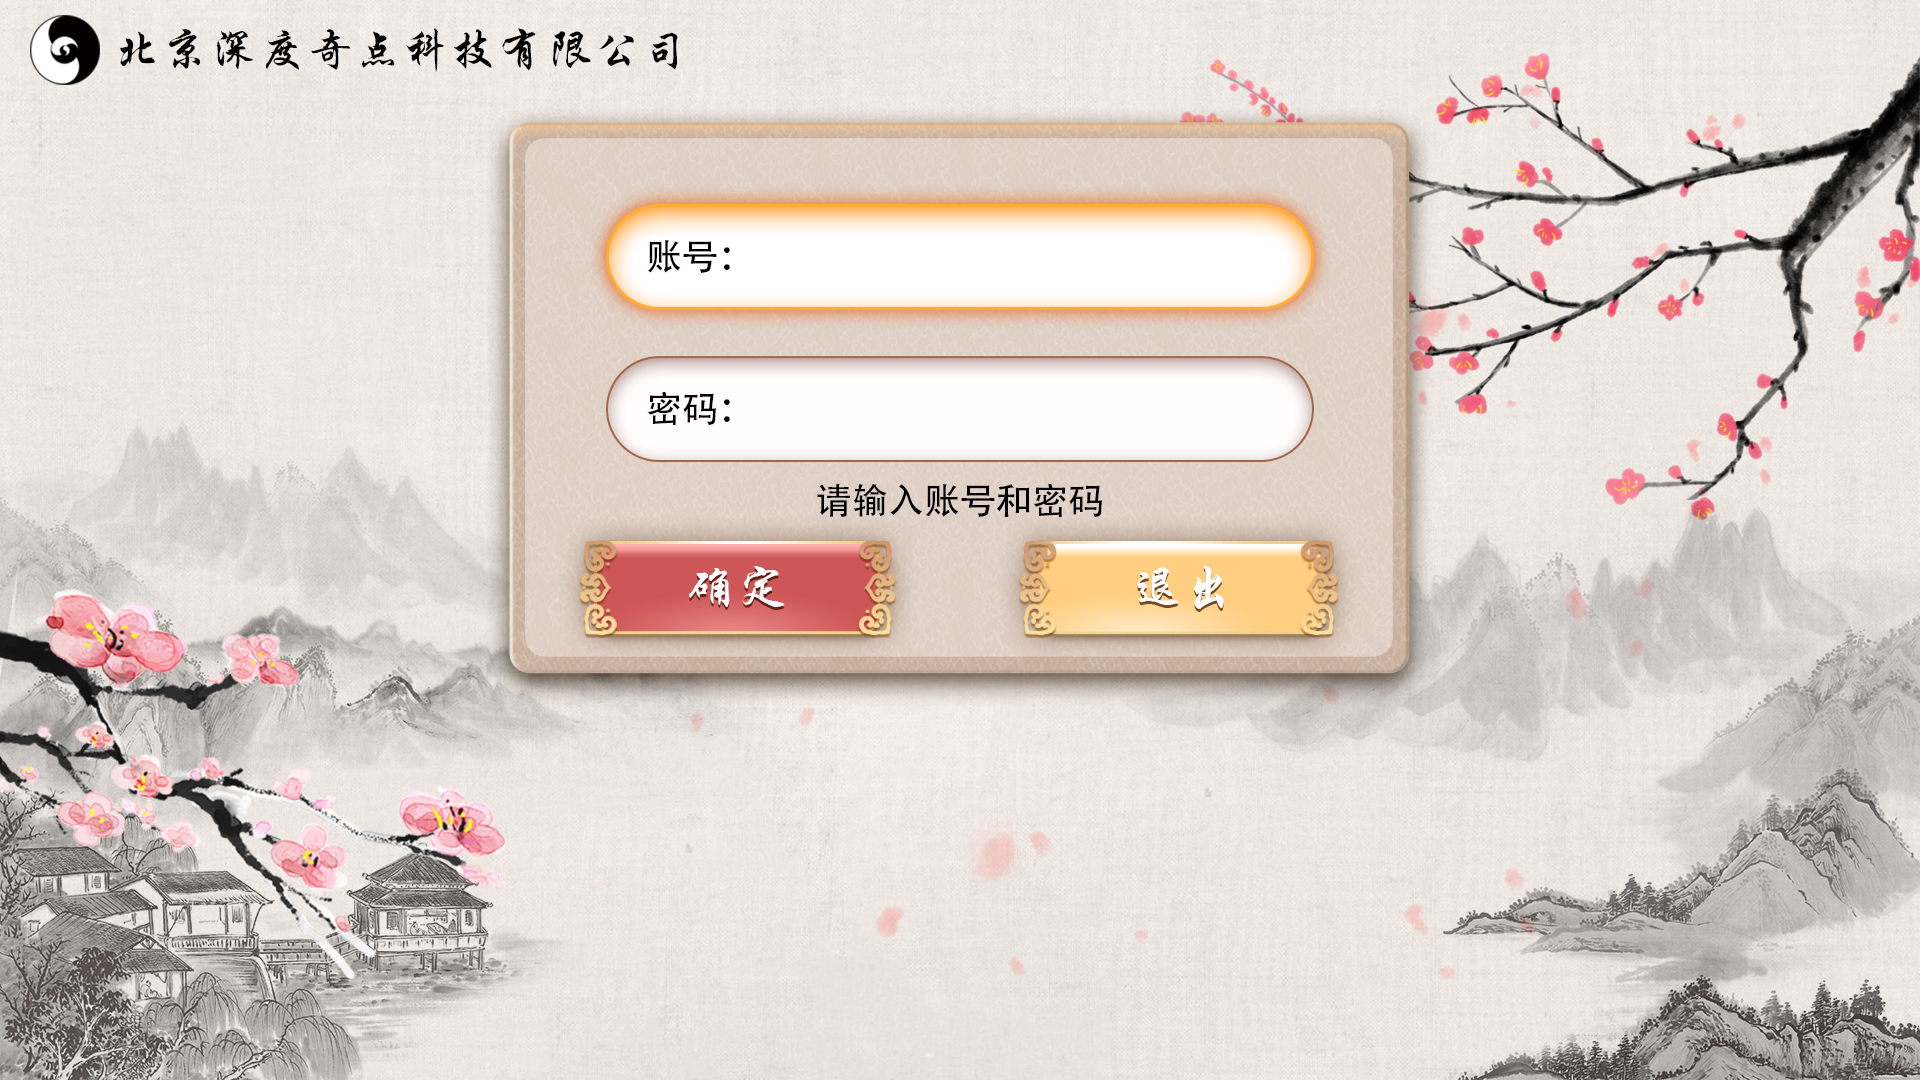 北京深度奇点科技有限公司
账号：
密码：
请输入账号和密码
确定
退出